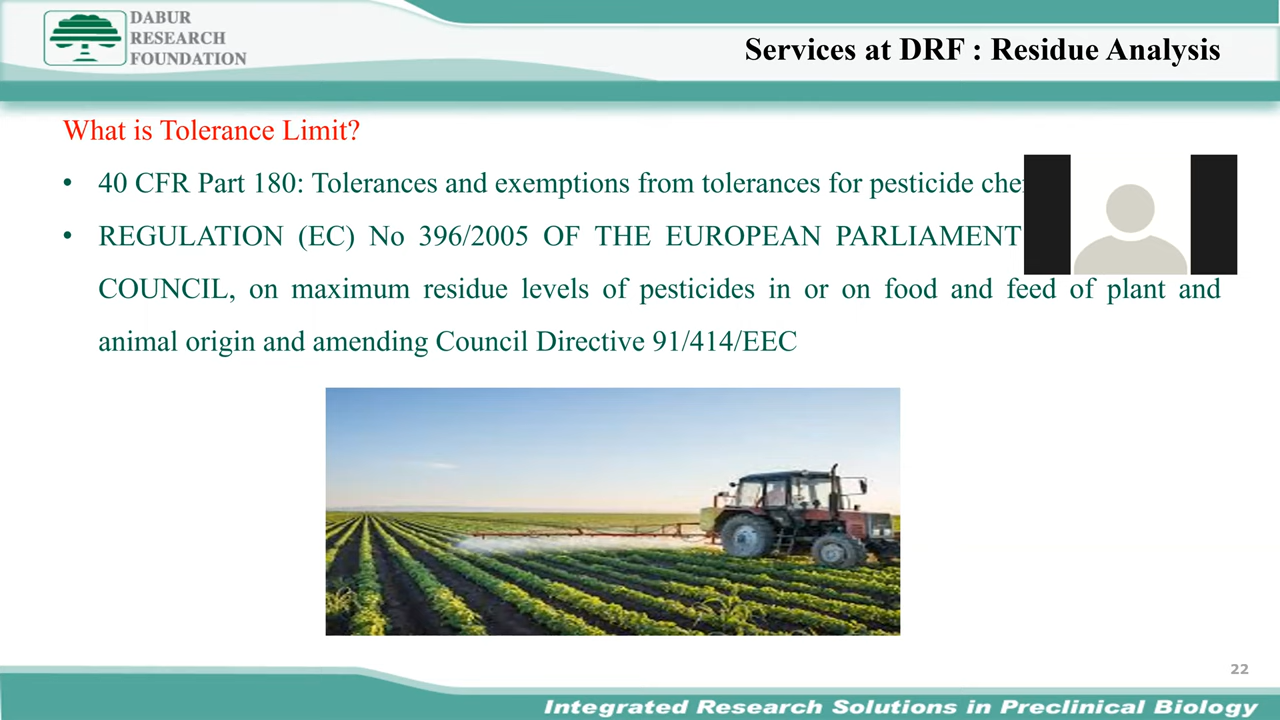 DABUR
RESEARCH
FOUNDATION
Services at DRF : Residue Analysis
What is Tolerance Limit?
• 40 CFR Part 180: Tolerances and exemptions from tolerances for pesticide
• REGULATION (EC) No 396/2005 OF THE EUROPEAN PARLIAMENT
COUNCIL, on maximum residue levels of pesticides in or on food and feed of plant and
animal origin and amending Council Directive 91/414/EEC
22
Integrated Research Solutions in Preclinical Biology